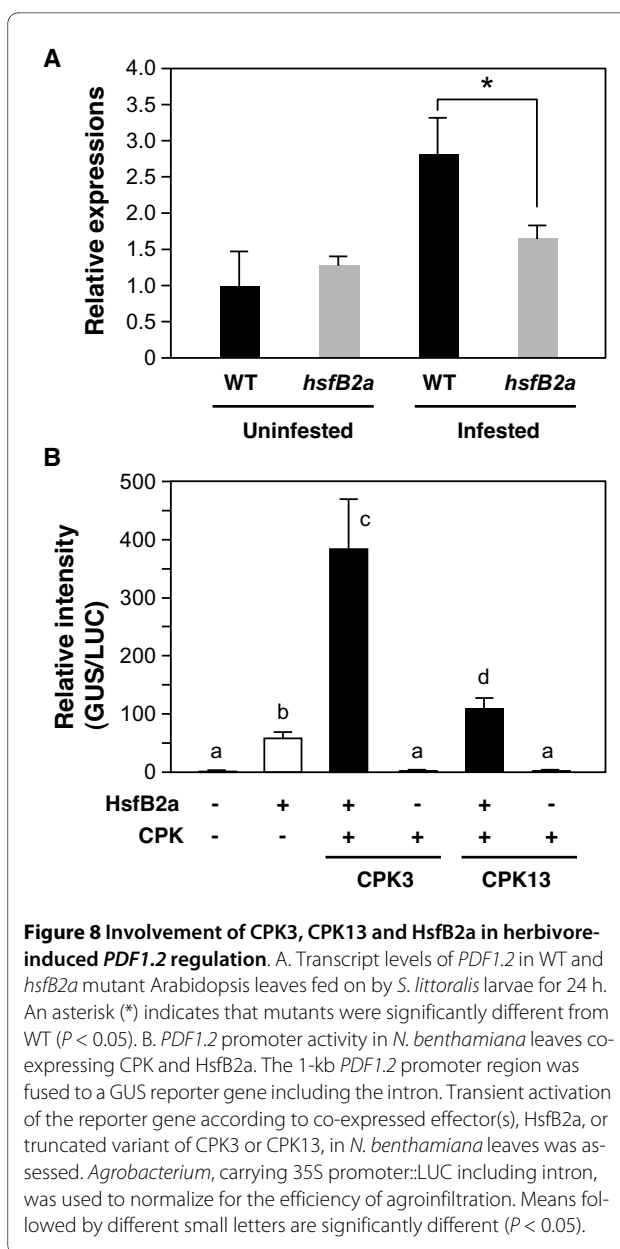 A
4.0
3.5
3.0
2.5
2.0
1.5
1.0
0.5
0
Relative expressions
*
WT hsfB2a WT hsfB2a
Uninfested Infested
B
500
400
300
200
100
0
Relative intensity
(GUS/LUC)
a b c a d a
HsfB2a - + + - + -
CPK - - + + + +
CPK3 CPK13
Figure 8 Involvement of CPK3, CPK13 and HsfB2a in herbivore-
induced PDF1.2 regulation. A. Transcript levels of PDF1.2 in WT and
hsfB2a mutant Arabidopsis leaves fed on by S. littoralis larvae for 24 h.
An asterisk (*) indicates that mutants were significantly different from
WT (P < 0.05). B. PDF1.2 promoter activity in N. benthamiana leaves co-
expressing CPK and HsfB2a. The 1-kb PDF1.2 promoter region was
fused to a GUS reporter gene including the intron. Transient activation
of the reporter gene according to co-expressed effector(s), HsfB2a, or
truncated variant of CPK3 or CPK13, in N. benthamiana leaves was as-
sessed. Agrobacterium, carrying 35S promoter::LUC including intron,
was used to normalize for the efficiency of agroinfiltration. Means fol-
lowed by different small letters are significantly different (P < 0.05).